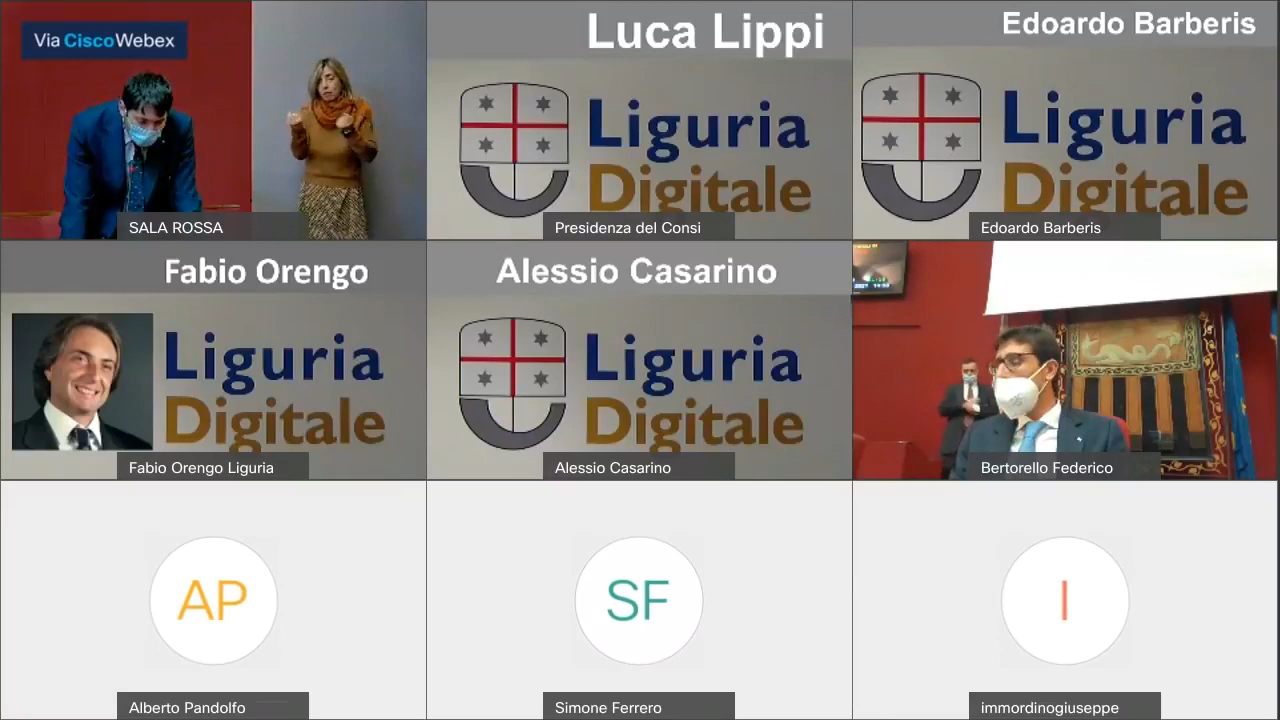 Via Cisco Webex
SALA ROSSA
Luca Lippi
Liguria
Digitale
Presidenza del Consi
Edoardo Barberis
Liguria
Digitale
Edoardo Barberis
Fabio Orengo
Liguria
Digitale
Fabio Orengo Liguria
Alessio Casarino
Liguria
Digitale
Alessio Casarino
Bertorello Federico
AP
Alberto Pandolfo
SF
Simone Ferrero
I
immordinogiuseppe